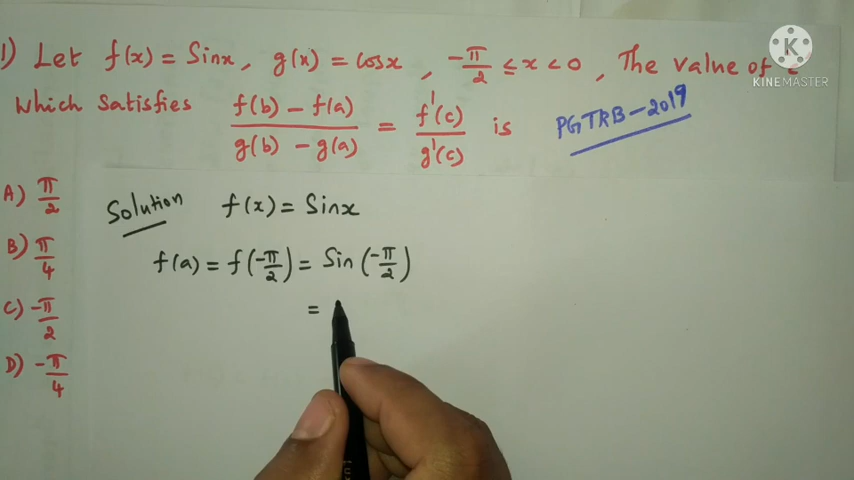 1) Let f(x) = Sinx, g(x) = cosx, -π/2 ≤ x < 0, The value of c
which satisfies f(b) - f(a) / g(b) - g(a) = f'(c) / g'(c) is PGTRB-2019
KINEMASTER
A) π/2
Solution f(x) = Sinx
B) π/4
f(a) = f(-π/2) = Sin(-π/2)
C) -π/2
=
D) -π/4